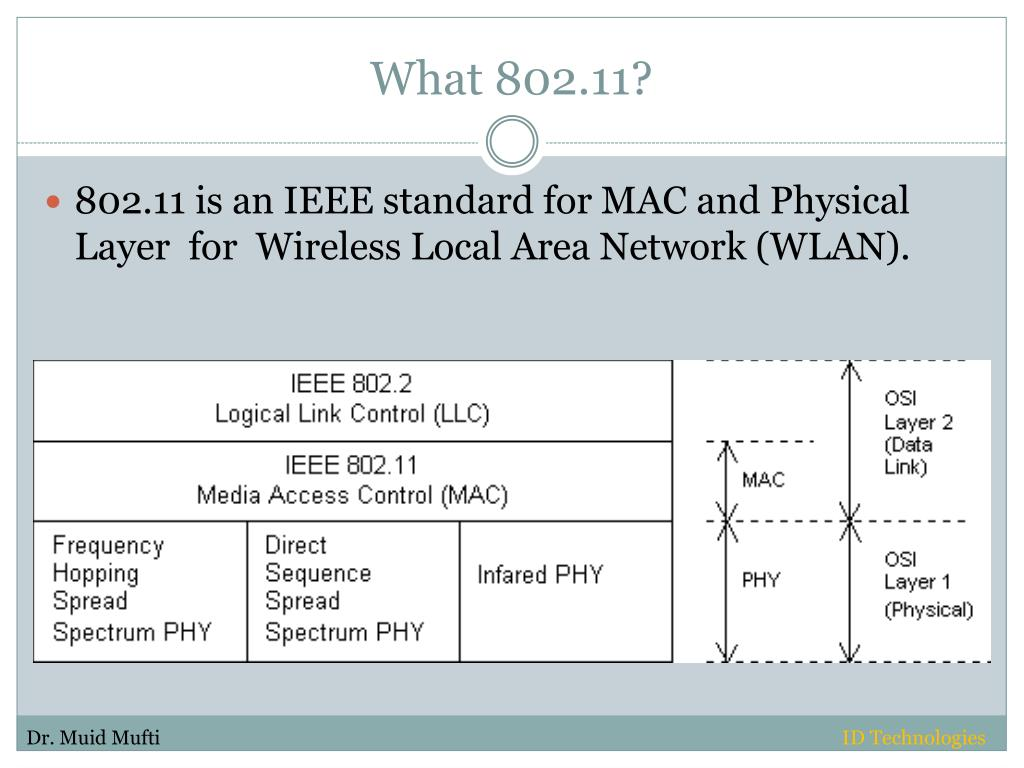 What 802.11?
802.11 is an IEEE standard for MAC and Physical
Layer for Wireless Local Area Network (WLAN).
IEEE 802.2
Logical Link Control (LLC)
IEEE 802.11
Media Access Control (MAC)
Frequency
Hopping
Spread
Spectrum PHY
Direct
Sequence
Spread
Spectrum PHY
Infared PHY
MAC
PHY
OSI
Layer 2
(Data
Link)
OSI
Layer 1
(Physical)
Dr. Muid Mufti
ID Technologies